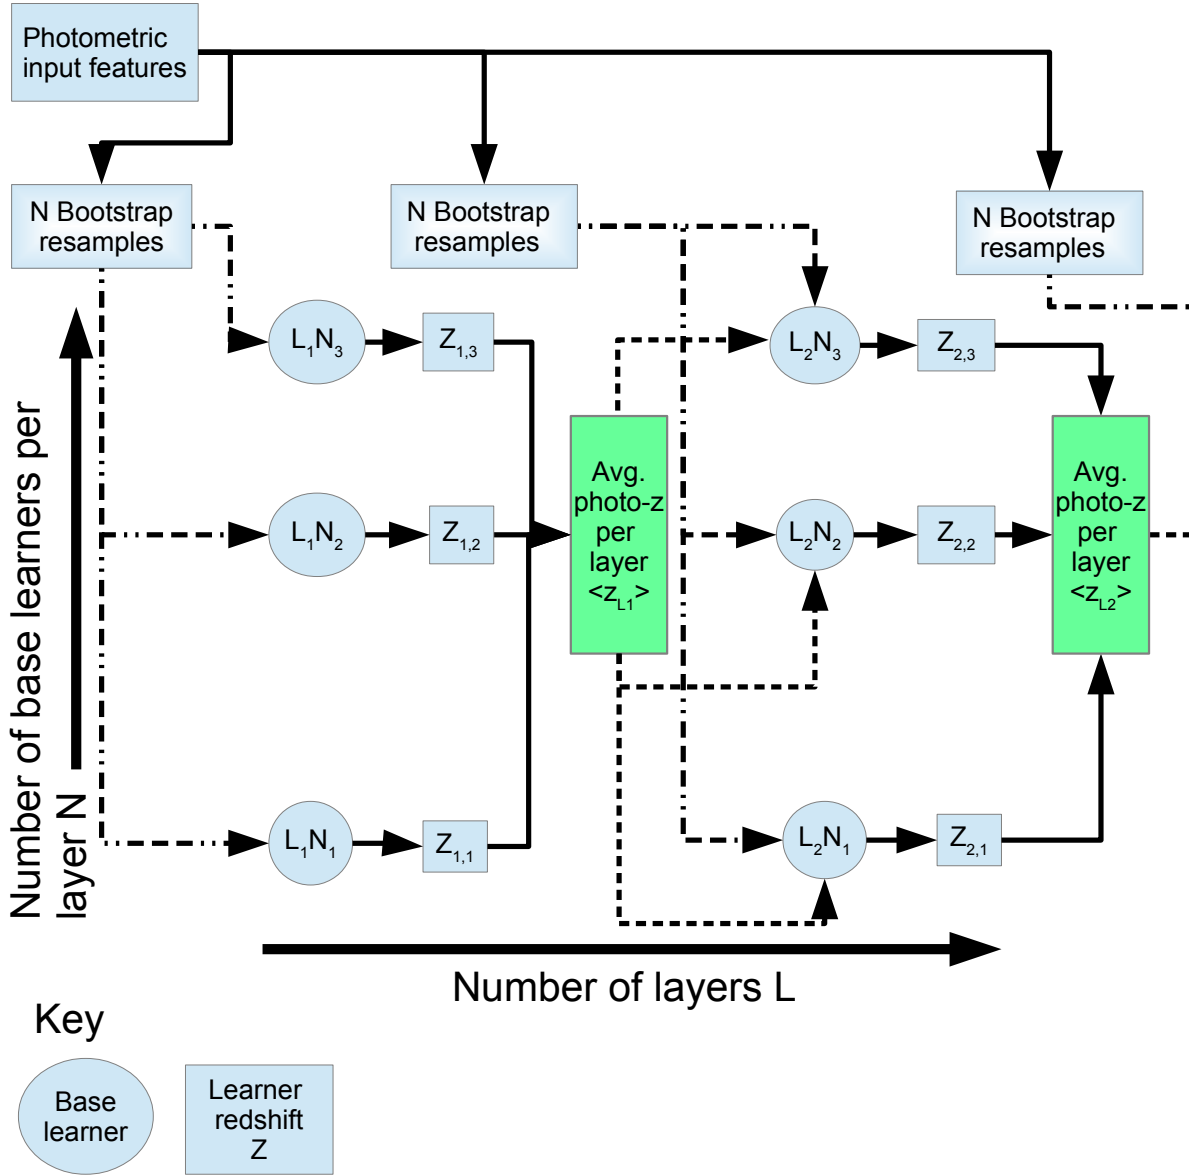 Photometric
input features
N Bootstrap
resamples
N Bootstrap
resamples
N Bootstrap
resamples
L₁N₃
Z₁,₃
L₂N₃
Z₂,₃
L₁N₂
Z₁,₂
Avg.
photo-z
per
layer
<z_L1>
L₂N₂
Z₂,₂
Avg.
photo-z
per
layer
<z_L2>
L₁N₁
Z₁,₁
L₂N₁
Z₂,₁
Number of base learners per
layer N
Number of layers L
Key
Base
learner
Learner
redshift
Z